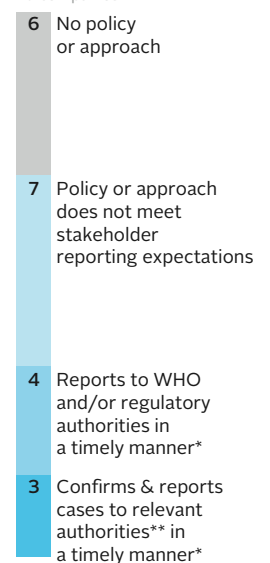 6 No policy
or approach
7 Policy or approach
does not meet
stakeholder
reporting expectations
4 Reports to WHO
and/or regulatory
authorities in
a timely manner*
3 Confirms & reports
cases to relevant
authorities** in
a timely manner*